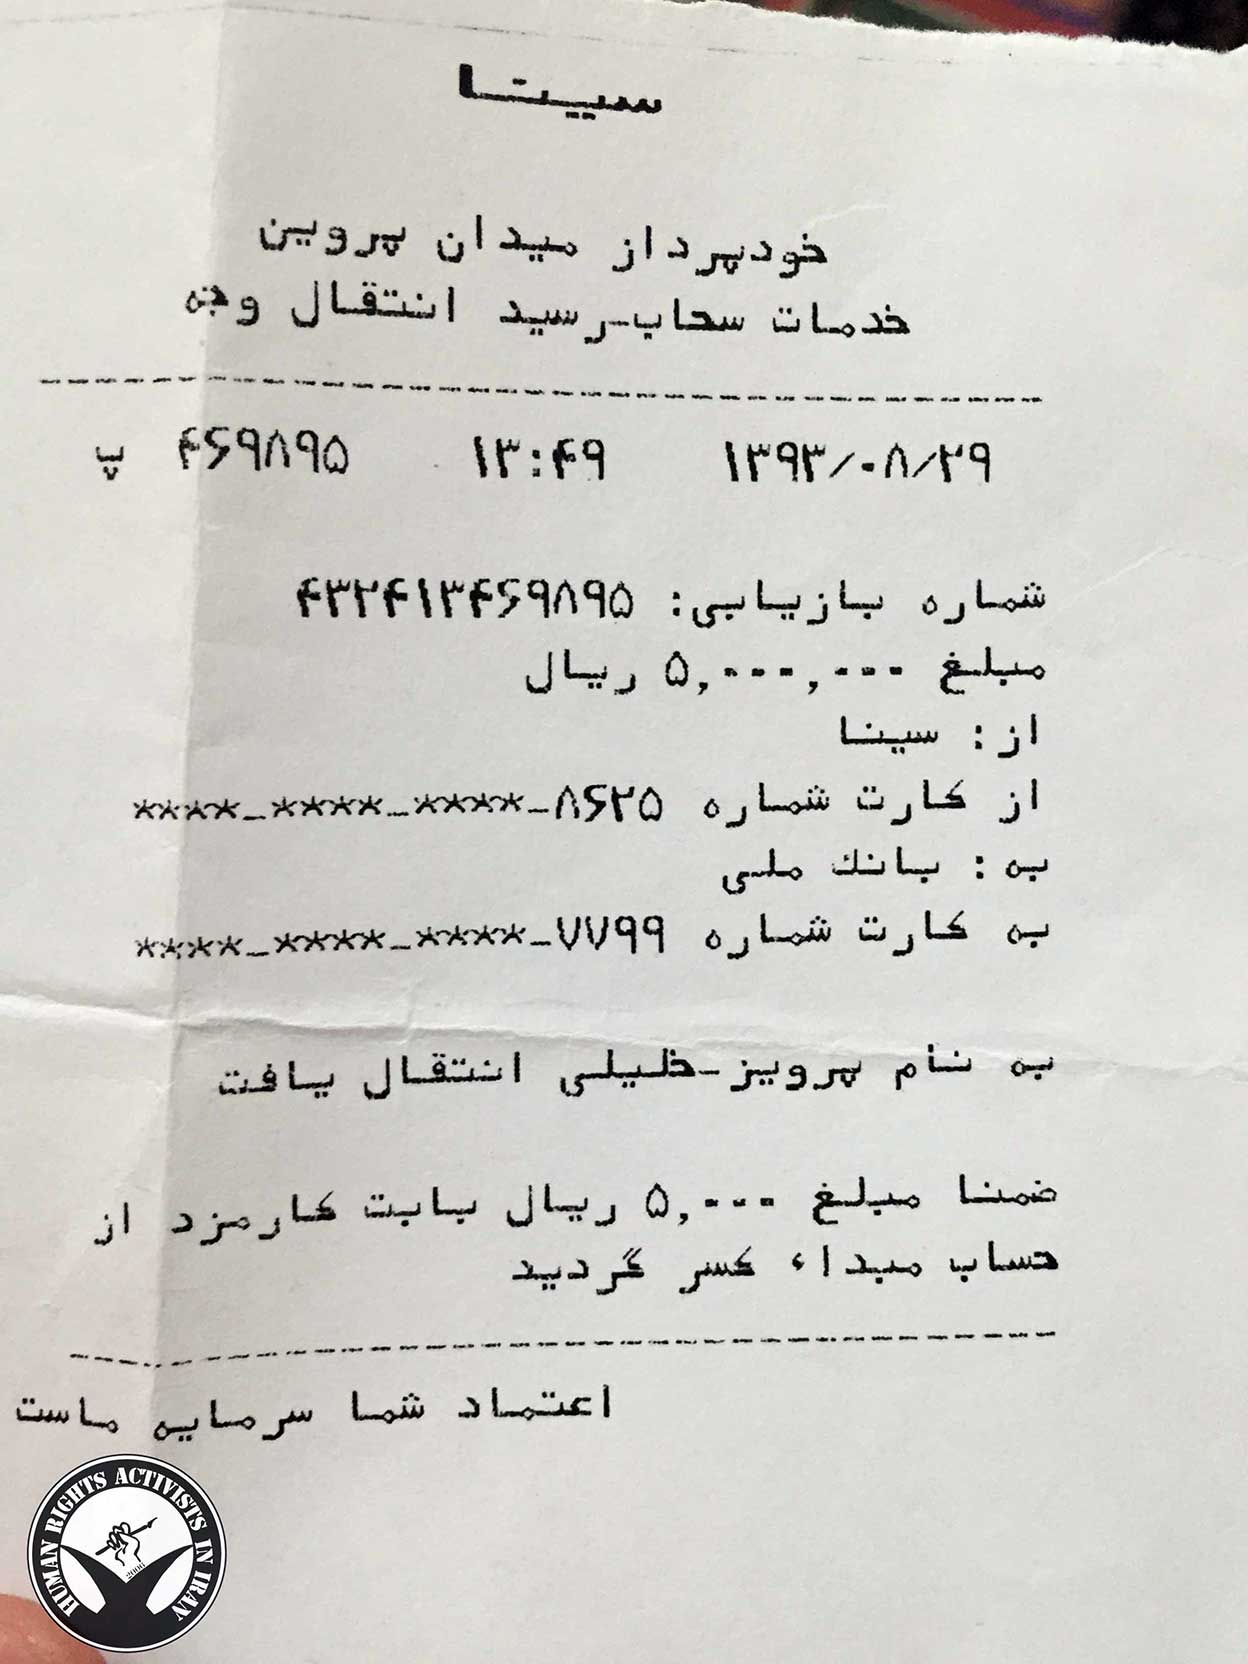 سیبتا
خودپرداز میدان پروین
خدمات سحاب-رسید انتقال وجه
۱۳۹۳/۰۸/۲۹ ۱۳:۴۹ ۴۶۹۸۹۵ پ
شماره بازیابی: ۴۳۲۴۱۳۴۶۹۸۹۵
مبلغ ۵,۰۰۰,۰۰۰ ریال
از: سینا
از کارت شماره ****-****-****-۸۶۲۵
به: بانک ملی
به کارت شماره ****-****-****-۷۷۹۹
به نام پرویز-خلیلی انتقال یافت
ضمنا مبلغ ۵,۰۰۰ ریال بابت کارمزد از
حساب مبداء کسر گردید
اعتماد شما سرمایه ماست
HUMAN RIGHTS ACTIVISTS IN IRAN
2006